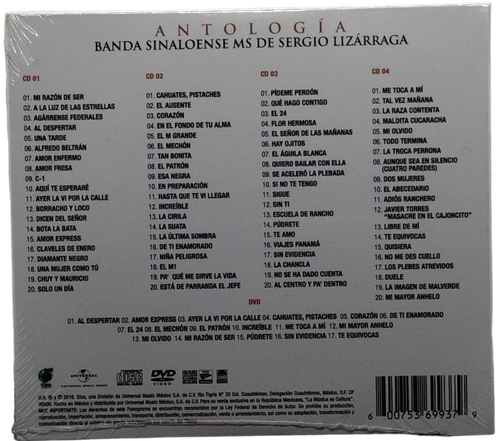 ANTOLOGÍA
BANDA SINALOENSE MS DE SERGIO LIZÁRRAGA
CD 01
01. MI RAZÓN DE SER
02. A LA LUZ DE LAS ESTRELLAS
03. AGÁRRENSE FEDERALES
04. AL DESPERTAR
05. UNA TARDE
06. ALFREDO BELTRÁN
07. AMOR ENFERMO
08. AMOR FRESA
09. C-1
10. AQUÍ TE ESPERARÉ
11. AYER LA VI POR LA CALLE
12. BORRACHO Y LOCO
13. DICEN DEL SEÑOR
14. BOTA LA BATA
15. AMOR EXPRESS
16. CLAVELES DE ENERO
17. DIAMANTE NEGRO
18. UNA MUJER COMO TÚ
19. CHUY Y MAURICIO
20. SOLO UN DÍA
CD 02
01. CAHUATES, PISTACHES
02. EL AUSENTE
03. CORAZÓN
04. EN EL FONDO DE TU ALMA
05. EL M GRANDE
06. EL MECHÓN
07. TAN BONITA
08. EL PATRÓN
09. ESA NEGRA
10. EN PREPARACIÓN
11. HASTA QUE TE VI LLEGAR
12. INCREÍBLE
13. LA CIRILA
14. LA SUATA
15. LA ÚLTIMA SOMBRA
16. DE TI ENAMORADO
17. NIÑA PELIGROSA
18. EL M1
19. PA' QUÉ ME SIRVE LA VIDA
20. ESTÁ DE PARRANDA EL JEFE
CD 03
01. PÍDEME PERDÓN
02. QUÉ HAGO CONTIGO
03. EL 24
04. FLOR HERMOSA
05. EL SEÑOR DE LAS MAÑANAS
06. HAY OJITOS
07. EL ÁGUILA BLANCA
08. QUIERO BAILAR CON ELLA
09. SE ACELERÓ LA PLEBADA
10. SI NO TE TENGO
11. SIGUE
12. SIN TI
13. ESCUELA DE RANCHO
14. PÚDRETE
15. TE AMO
16. VIAJES PANAMÁ
17. SIN EVIDENCIA
18. LA CHANCLA
19. NO SE HA DADO CUENTA
20. AL CENTRO Y PA' DENTRO
CD 04
01. ME TOCA A MÍ
02. TAL VEZ MAÑANA
03. LA RAZA CONTENTA
04. MALDITA CUCARACHA
05. MI OLVIDO
06. TODO TERMINA
07. LA TROCA PERRONA
08. AUNQUE SEA EN SILENCIO
(CUATRO PAREDES)
09. DOS MUJERES
10. EL ABECEDARIO
11. ADIÓS RANCHERO
12. JAVIER TORRES
"MASACRE EN EL CAJONCITO"
13. LIBRE DE MÍ
14. TE EQUIVOCAS
15. QUISIERA
16. NO ME DES CUELLO
17. LOS PLEBES ATREVIDOS
18. DUELE
19. LA IMAGEN DE MALVERDE
20. MI MAYOR ANHELO
DVD
01. AL DESPERTAR 02. AMOR EXPRESS 03. AYER LA VI POR LA CALLE 04. CAHUATES, PISTACHES 05. CORAZÓN 06. DE TI ENAMORADO
07. EL 24 08. EL MECHÓN 09. EL PATRÓN 10. INCREÍBLE 11. ME TOCA A MÍ 12. MI MAYOR ANHELO
13. MI OLVIDO 14. MI RAZÓN DE SER 15. PÚDRETE 16. SIN EVIDENCIA 17. TE EQUIVOCAS
UNIVERSAL
UNIVERSAL MUSIC GROUP
DVD
VIDEO
6 00753 69937 9